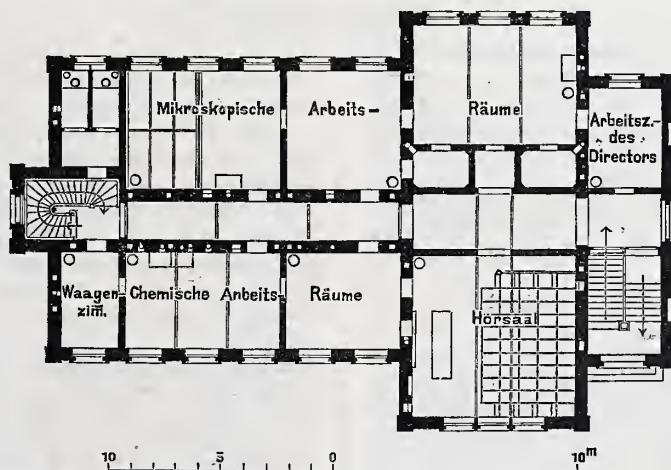 Mikroskopische Arbeits- Räume
Arbeitsz.-
des
Directors
Waagen
zim.
Chemische Arbeits- Räume
Hörsaal
10 5 0 10ᵐ